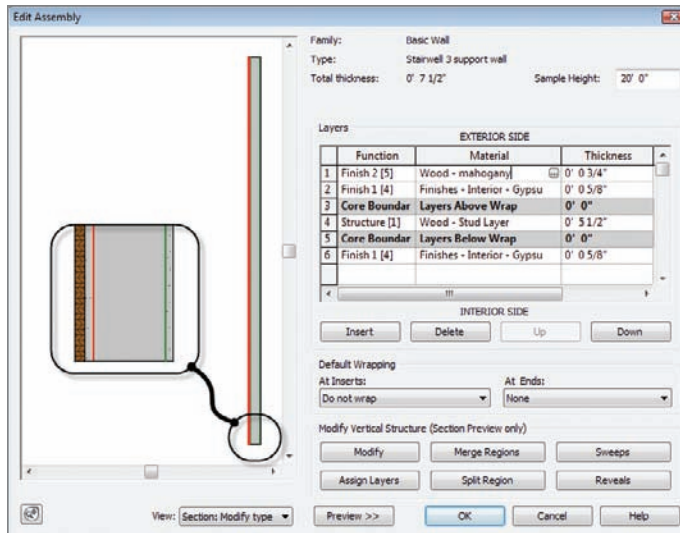 Edit Assembly
Family: Basic Wall
Type: Stairwell 3 support wall
Total thickness: 0' 7 1/2" Sample Height: 20' 0"
Layers
EXTERIOR SIDE
Function Material Thickness
1 Finish 2 [5] Wood - mahogany 0' 0 3/4"
2 Finish 1 [4] Finishes - Interior - Gypsu 0' 0 5/8"
3 Core Boundar Layers Above Wrap 0' 0"
4 Structure [1] Wood - Stud Layer 0' 5 1/2"
5 Core Boundar Layers Below Wrap 0' 0"
6 Finish 1 [4] Finishes - Interior - Gypsu 0' 0 5/8"
INTERIOR SIDE
Insert Delete Up Down
Default Wrapping
At Inserts: At Ends:
Do not wrap None
Modify Vertical Structure (Section Preview only)
Modify Merge Regions Sweeps
Assign Layers Split Region Reveals
View: Section: Modify type Preview >> OK Cancel Help